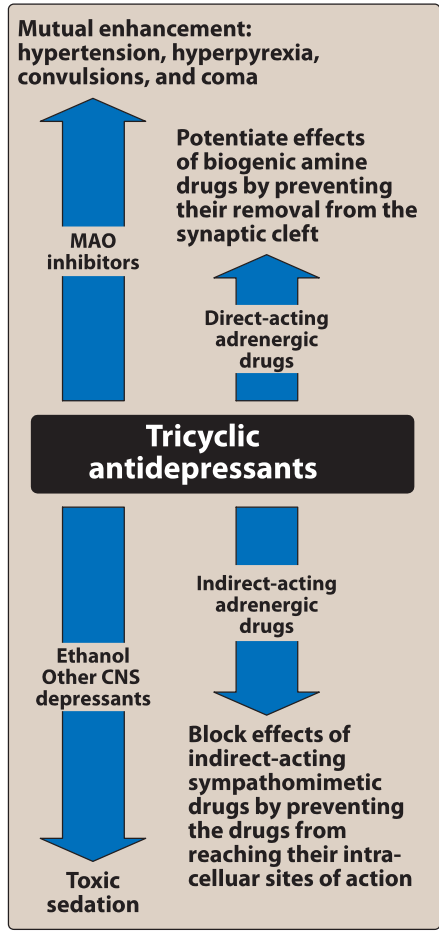 Mutual enhancement:
hypertension, hyperpyrexia,
convulsions, and coma
Potentiate effects
of biogenic amine
drugs by preventing
their removal from the
synaptic cleft
MAO
inhibitors
Direct-acting
adrenergic
drugs
Tricyclic
antidepressants
Indirect-acting
adrenergic
drugs
Ethanol
Other CNS
depressants
Block effects of
indirect-acting
sympathomimetic
drugs by preventing
the drugs from
reaching their intra-
celluar sites of action
Toxic
sedation